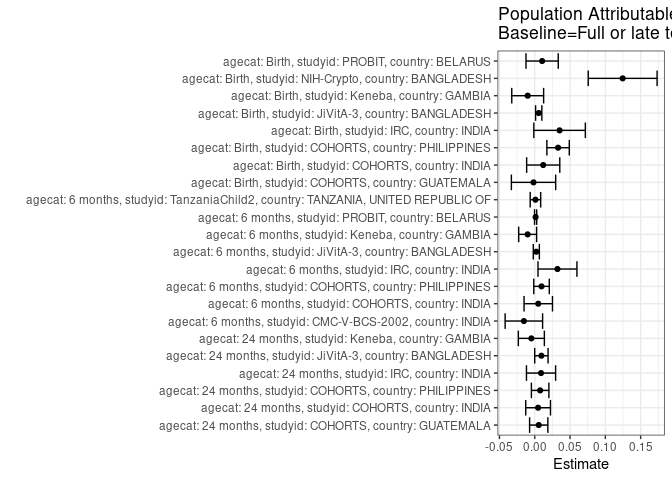 Population Attributable
Baseline=Full or late t
agecat: Birth, studyid: PROBIT, country: BELARUS
agecat: Birth, studyid: NIH-Crypto, country: BANGLADESH
agecat: Birth, studyid: Keneba, country: GAMBIA
agecat: Birth, studyid: JiVitA-3, country: BANGLADESH
agecat: Birth, studyid: IRC, country: INDIA
agecat: Birth, studyid: COHORTS, country: PHILIPPINES
agecat: Birth, studyid: COHORTS, country: INDIA
agecat: Birth, studyid: COHORTS, country: GUATEMALA
agecat: 6 months, studyid: TanzaniaChild2, country: TANZANIA, UNITED REPUBLIC OF
agecat: 6 months, studyid: PROBIT, country: BELARUS
agecat: 6 months, studyid: Keneba, country: GAMBIA
agecat: 6 months, studyid: JiVitA-3, country: BANGLADESH
agecat: 6 months, studyid: IRC, country: INDIA
agecat: 6 months, studyid: COHORTS, country: PHILIPPINES
agecat: 6 months, studyid: COHORTS, country: INDIA
agecat: 6 months, studyid: CMC-V-BCS-2002, country: INDIA
agecat: 24 months, studyid: Keneba, country: GAMBIA
agecat: 24 months, studyid: JiVitA-3, country: BANGLADESH
agecat: 24 months, studyid: IRC, country: INDIA
agecat: 24 months, studyid: COHORTS, country: PHILIPPINES
agecat: 24 months, studyid: COHORTS, country: INDIA
agecat: 24 months, studyid: COHORTS, country: GUATEMALA
-0.05 0.00 0.05 0.10 0.15
Estimate